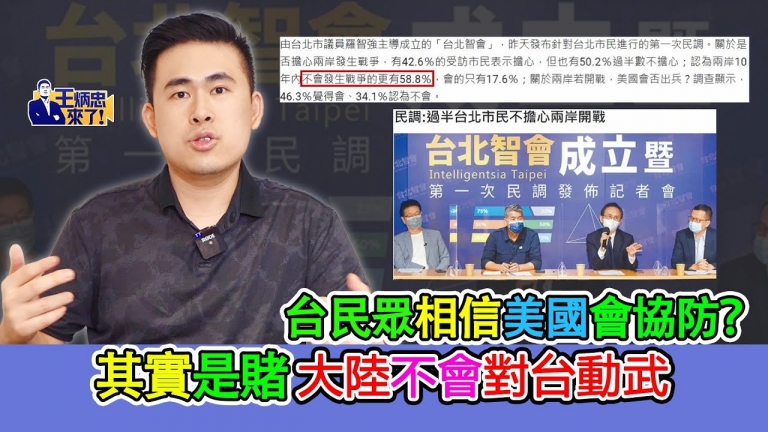 由台北市議員羅智強主導成立的「台北智會」，昨天發布針對台北市民進行的第一次民調。關於是
否擔心兩岸發生戰爭，有42.6%的受訪市民表示擔心，但也有50.2%過半數不擔心；認為兩岸10
年內不會發生戰爭的更有58.8%，會的只有17.6%；關於兩岸若開戰，美國會否出兵？調查顯示，
46.3%覺得會、34.1%認為不會。
王炳忠
來了!
民調:過半台北市民不擔心兩岸開戰
台北智會 成立暨
Intelligentsia Taipei
第一次民調發佈記者會
RODE
台民眾相信美國會協防?
其實是賭大陸不會對台動武